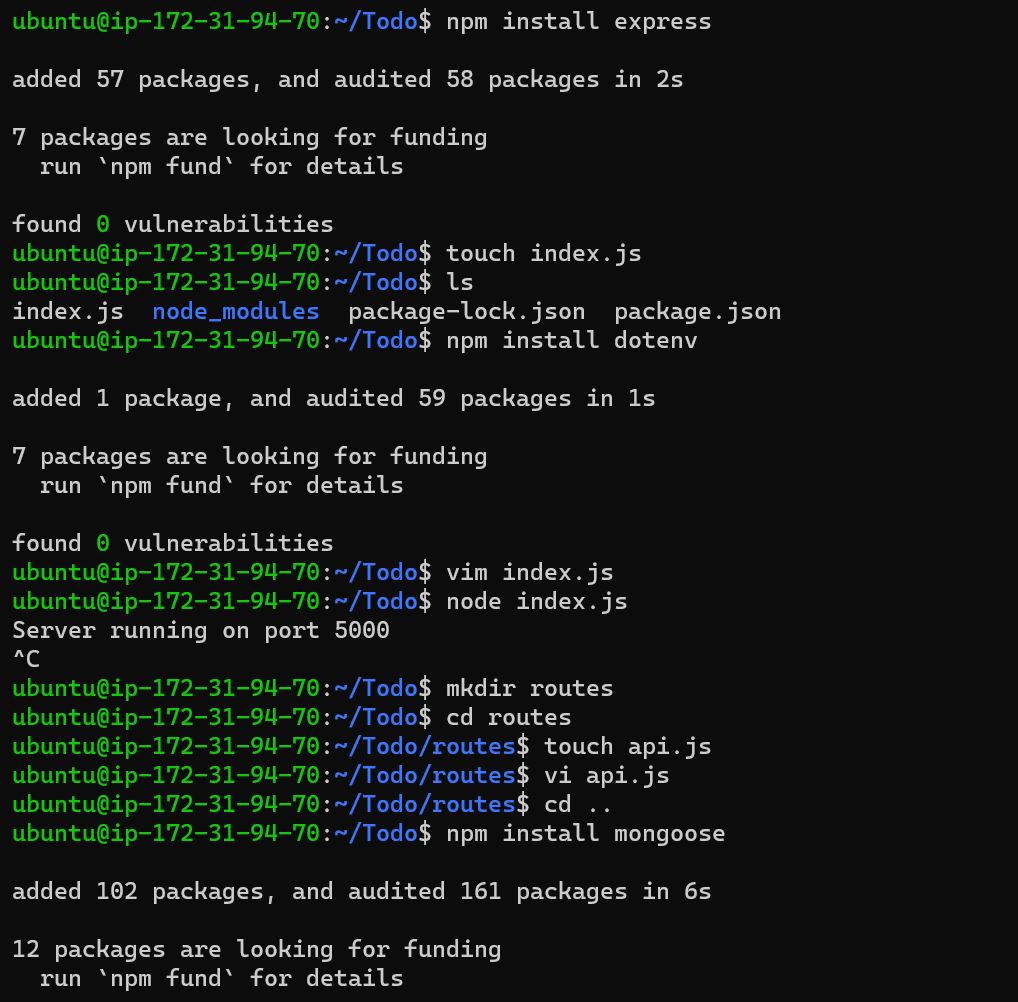 ubuntu@ip-172-31-94-70:~/Todo$ npm install express
added 57 packages, and audited 58 packages in 2s
7 packages are looking for funding
  run `npm fund` for details
found 0 vulnerabilities
ubuntu@ip-172-31-94-70:~/Todo$ touch index.js
ubuntu@ip-172-31-94-70:~/Todo$ ls
index.js  node_modules  package-lock.json  package.json
ubuntu@ip-172-31-94-70:~/Todo$ npm install dotenv
added 1 package, and audited 59 packages in 1s
7 packages are looking for funding
  run `npm fund` for details
found 0 vulnerabilities
ubuntu@ip-172-31-94-70:~/Todo$ vim index.js
ubuntu@ip-172-31-94-70:~/Todo$ node index.js
Server running on port 5000
^C
ubuntu@ip-172-31-94-70:~/Todo$ mkdir routes
ubuntu@ip-172-31-94-70:~/Todo$ cd routes
ubuntu@ip-172-31-94-70:~/Todo/routes$ touch api.js
ubuntu@ip-172-31-94-70:~/Todo/routes$ vi api.js
ubuntu@ip-172-31-94-70:~/Todo/routes$ cd ..
ubuntu@ip-172-31-94-70:~/Todo$ npm install mongoose
added 102 packages, and audited 161 packages in 6s
12 packages are looking for funding
  run `npm fund` for details